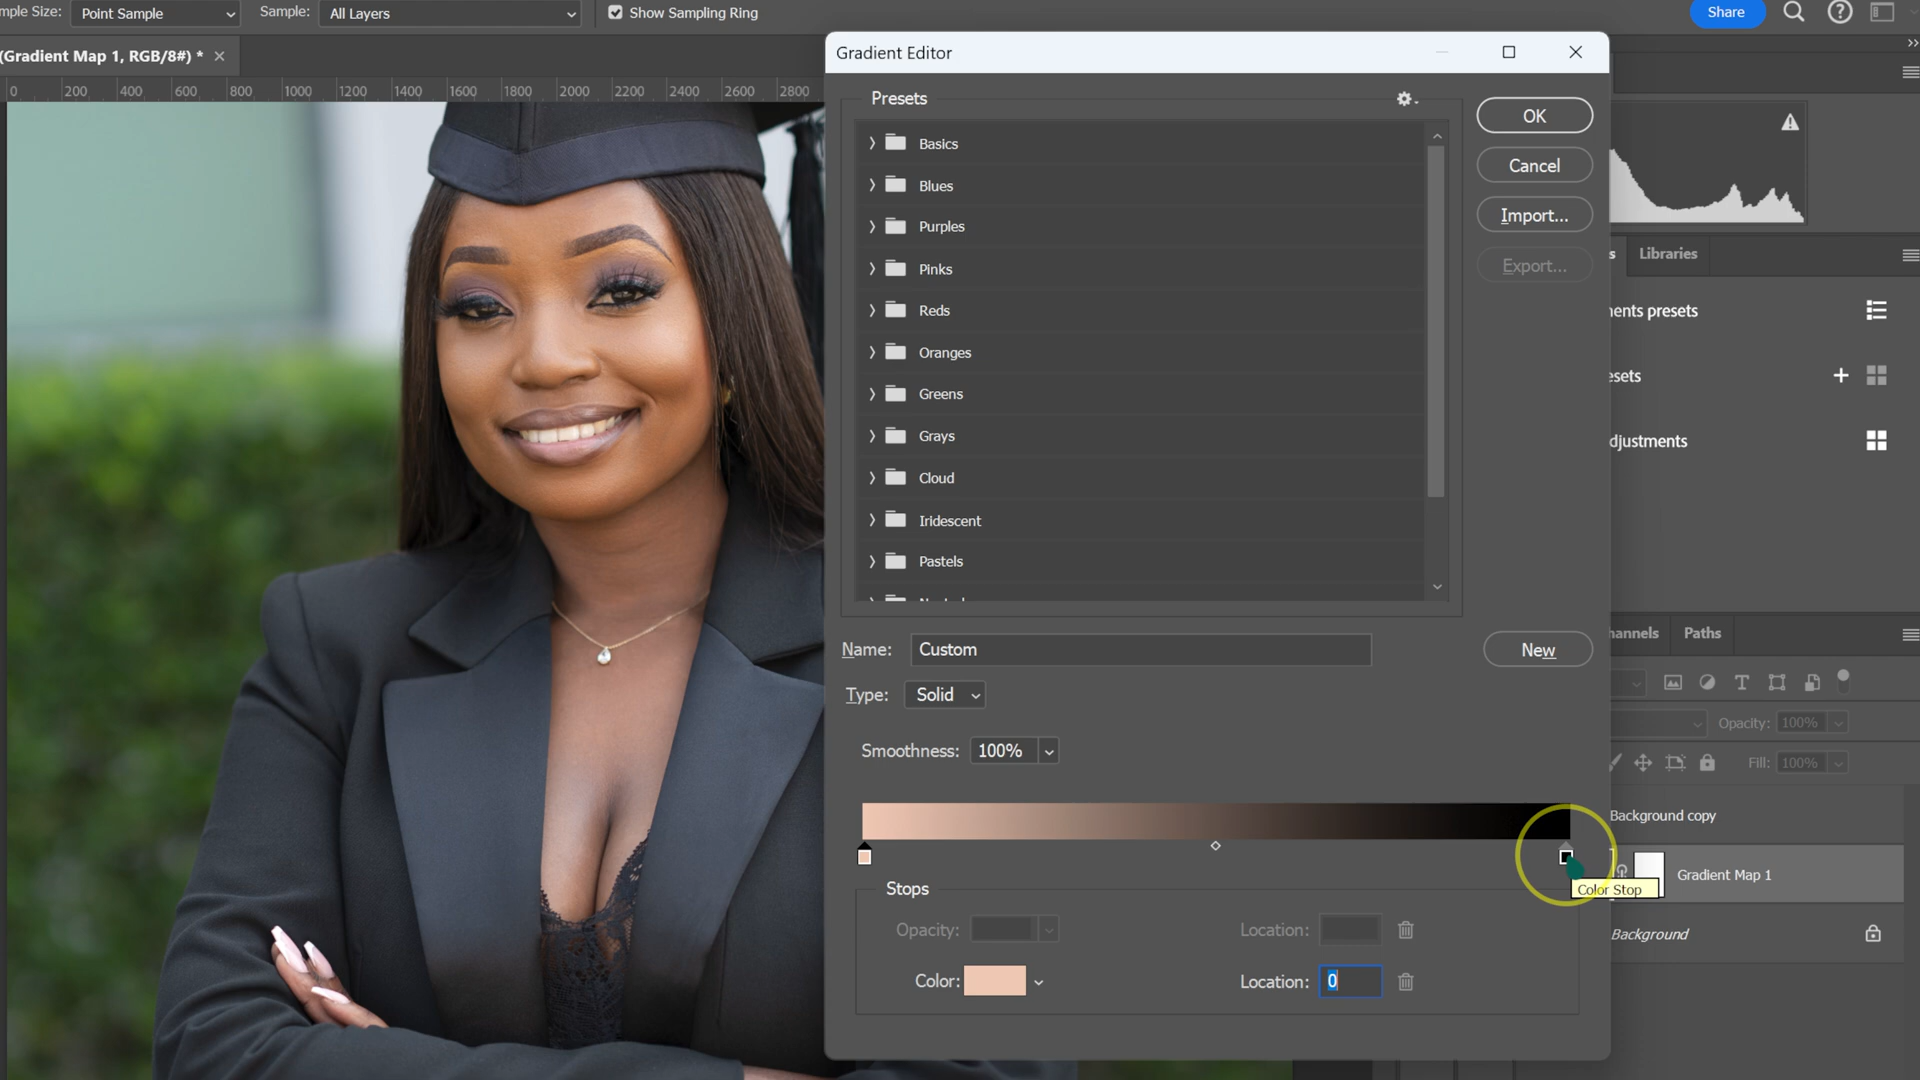 mple Size: Point Sample Sample: All Layers Show Sampling Ring Share
(Gradient Map 1, RGB/8#) *
0 200 400 600 800 1000 1200 1400 1600 1800 2000 2200 2400 2600 2800
Gradient Editor
Presets
Basics
Blues
Purples
Pinks
Reds
Oranges
Greens
Grays
Cloud
Iridescent
Pastels
OK
Cancel
Import...
Export...
Name: Custom
New
Type: Solid
Smoothness: 100%
Stops
Opacity:
Location:
Color:
Location: 0
Color Stop
s Libraries
nents presets
esets
djustments
hannels Paths
Opacity: 100%
Fill: 100%
Background copy
Gradient Map 1
Background